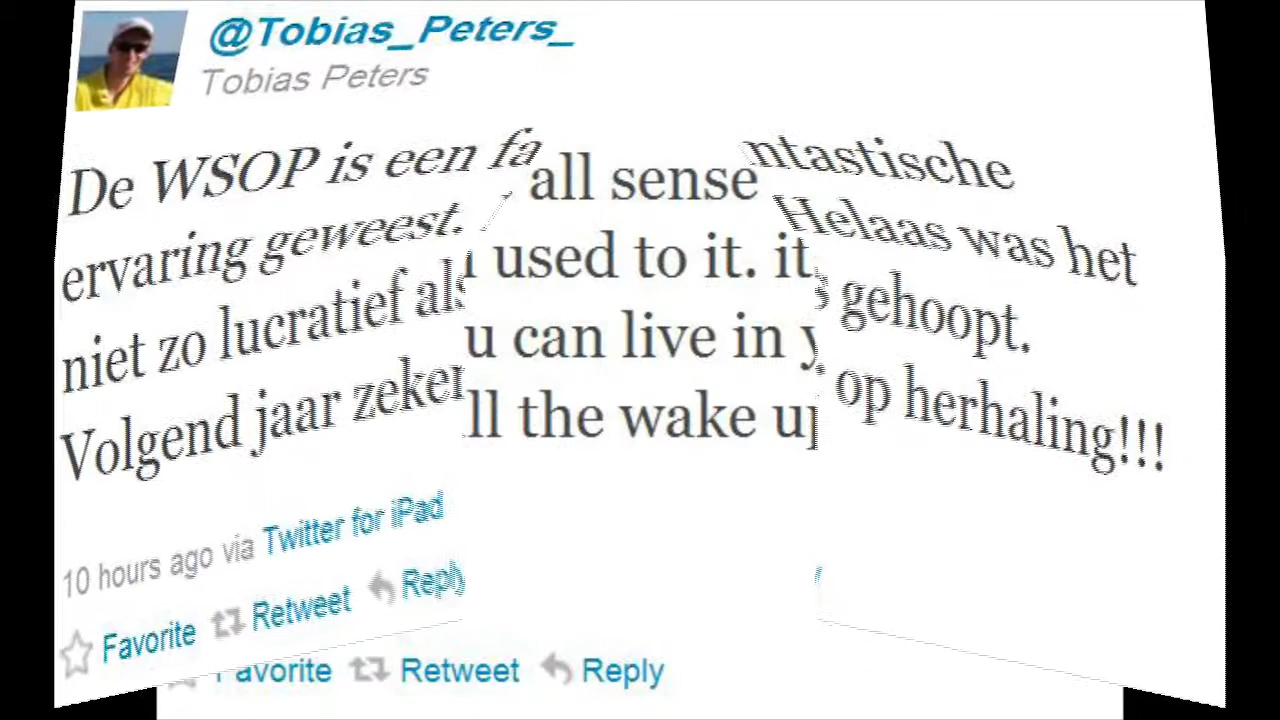 @Tobias_Peters_
Tobias Peters
De WSOP is een fa all sense ntastische
ervaring geweest. used to it. it Helaas was het
niet zo lucratief als u can live in gehoopt.
Volgend jaar zeker ll the wake up op herhaling!!!
10 hours ago via Twitter for iPad
Favorite Retweet Reply
Favorite Retweet Reply